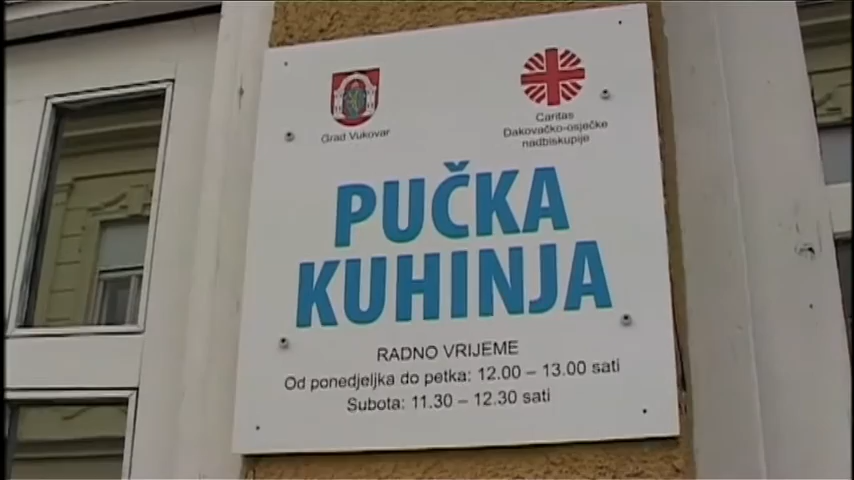 Grad Vukovar
Caritas
Đakovačko-osječke
nadbiskupije
PUČKA
KUHINJA
RADNO VRIJEME
Od ponedjeljka do petka: 12.00 – 13.00 sati
Subota: 11.30 – 12.30 sati